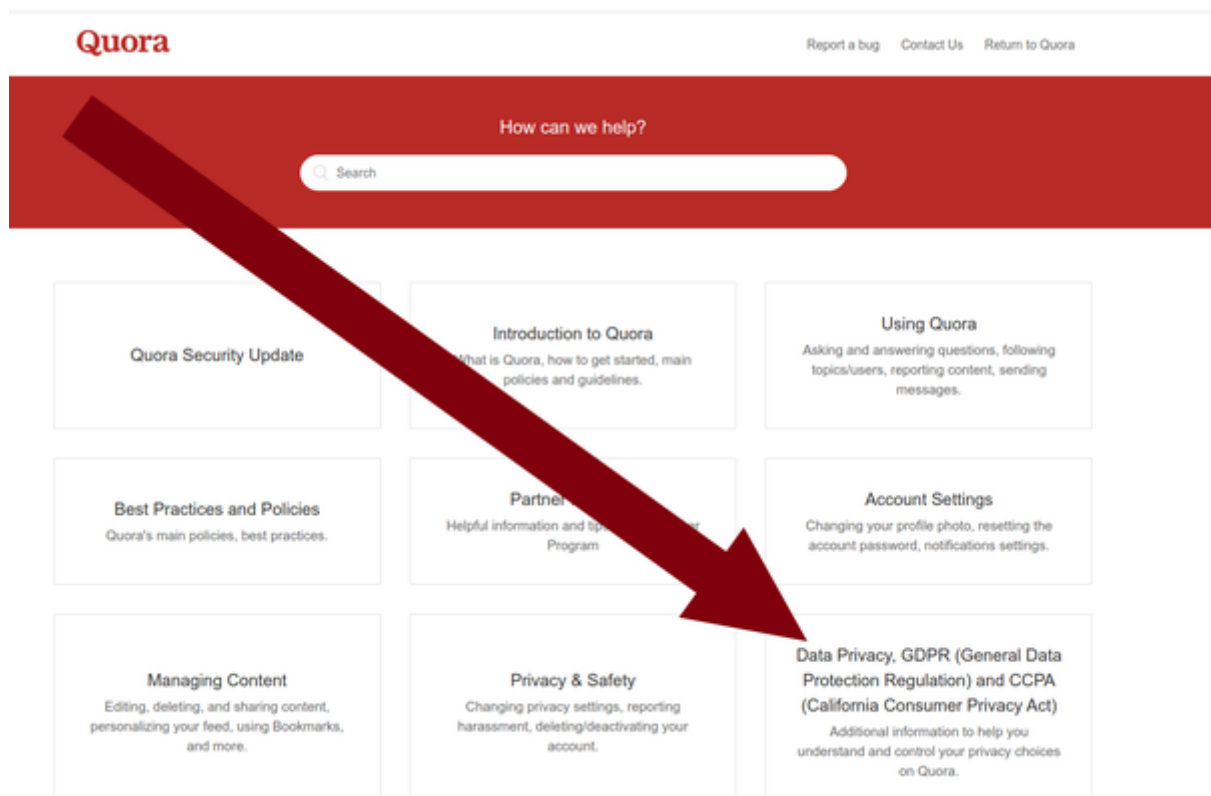 Quora
Report a bug Contact Us Return to Quora
How can we help?
Search
Quora Security Update
Introduction to Quora
What is Quora, how to get started, main
policies and guidelines.
Using Quora
Asking and answering questions, following
topics/users, reporting content, sending
messages.
Best Practices and Policies
Quora's main policies, best practices.
Partner
Helpful information and
Program
Account Settings
Changing your profile photo, resetting the
account password, notifications settings.
Managing Content
Editing, deleting, and sharing content,
personalizing your feed, using Bookmarks,
and more.
Privacy & Safety
Changing privacy settings, reporting
harassment, deleting/deactivating your
account.
Data Privacy, GDPR (General Data
Protection Regulation) and CCPA
(California Consumer Privacy Act)
Additional information to help you
understand and control your privacy choices
on Quora.